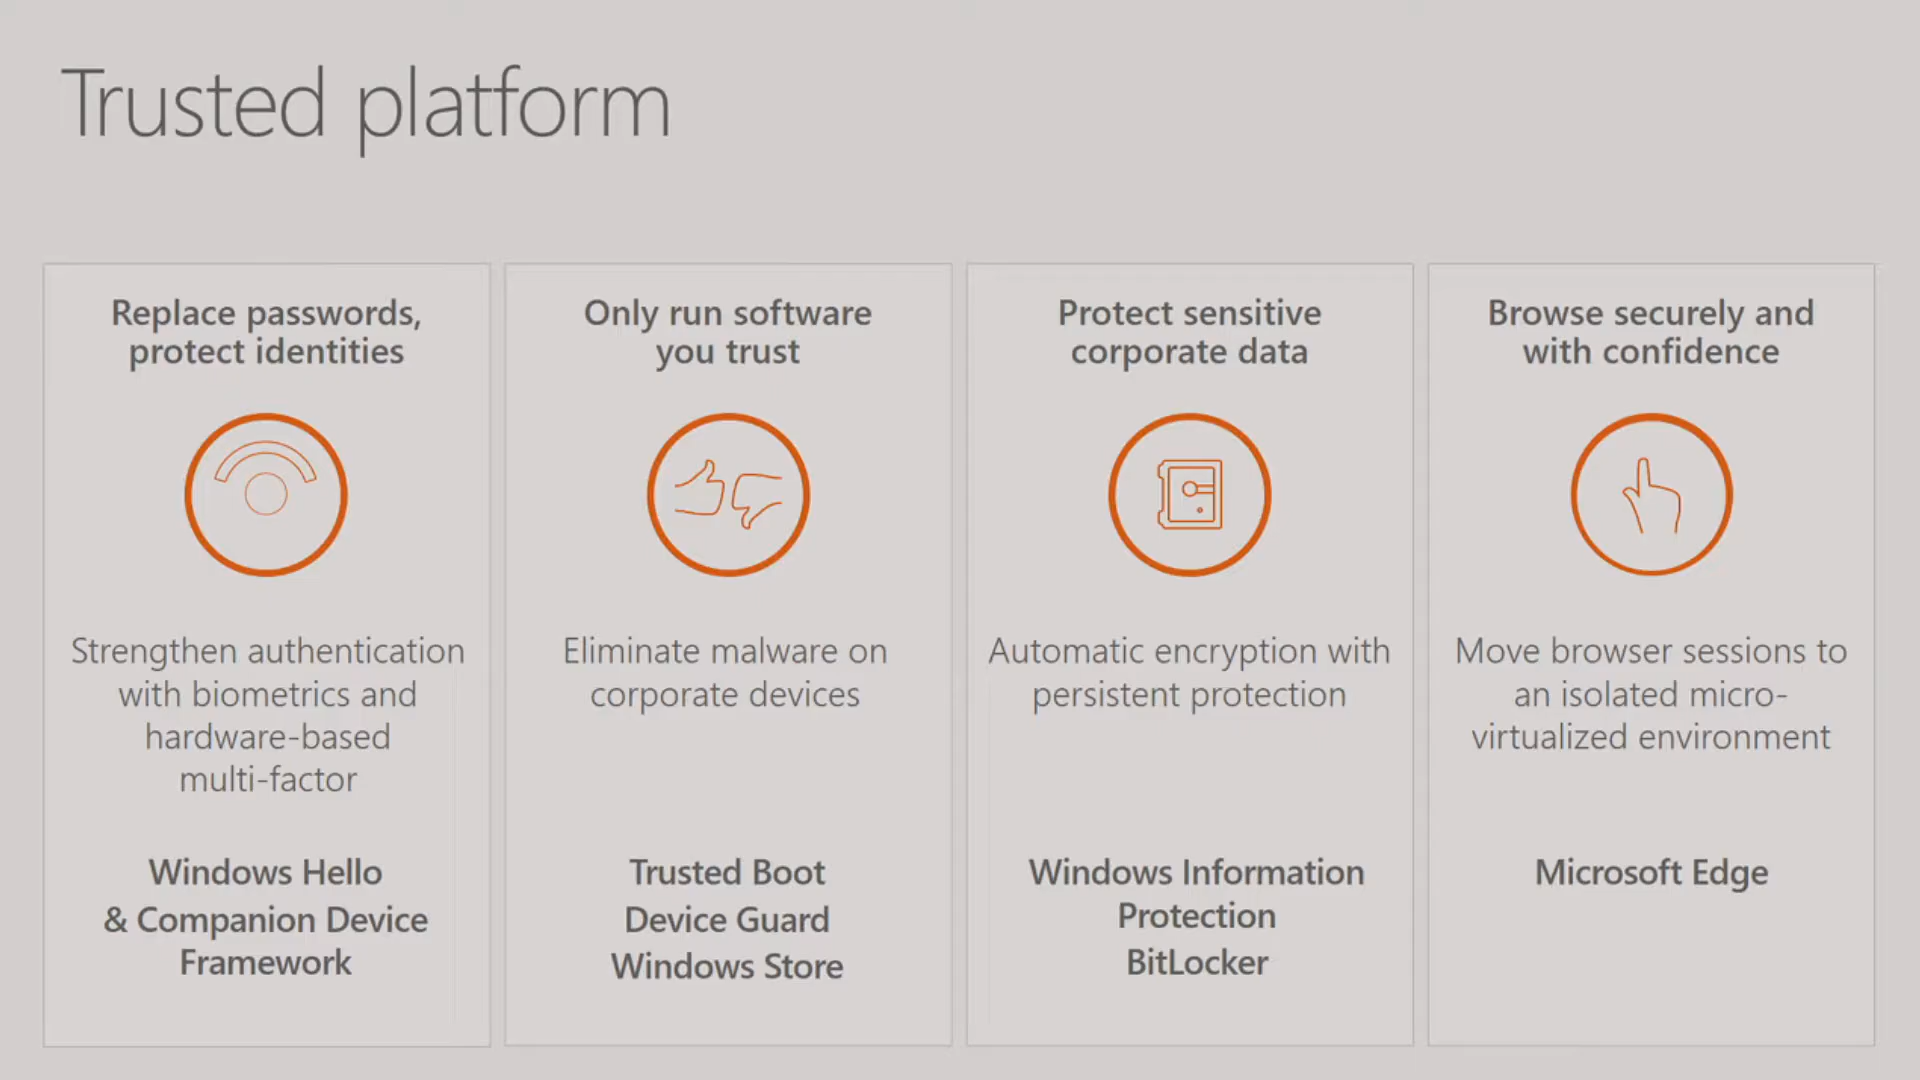 Trusted platform
Replace passwords,
protect identities
Strengthen authentication
with biometrics and
hardware-based
multi-factor
Windows Hello
& Companion Device
Framework
Only run software
you trust
Eliminate malware on
corporate devices
Trusted Boot
Device Guard
Windows Store
Protect sensitive
corporate data
Automatic encryption with
persistent protection
Windows Information
Protection
BitLocker
Browse securely and
with confidence
Move browser sessions to
an isolated micro-
virtualized environment
Microsoft Edge